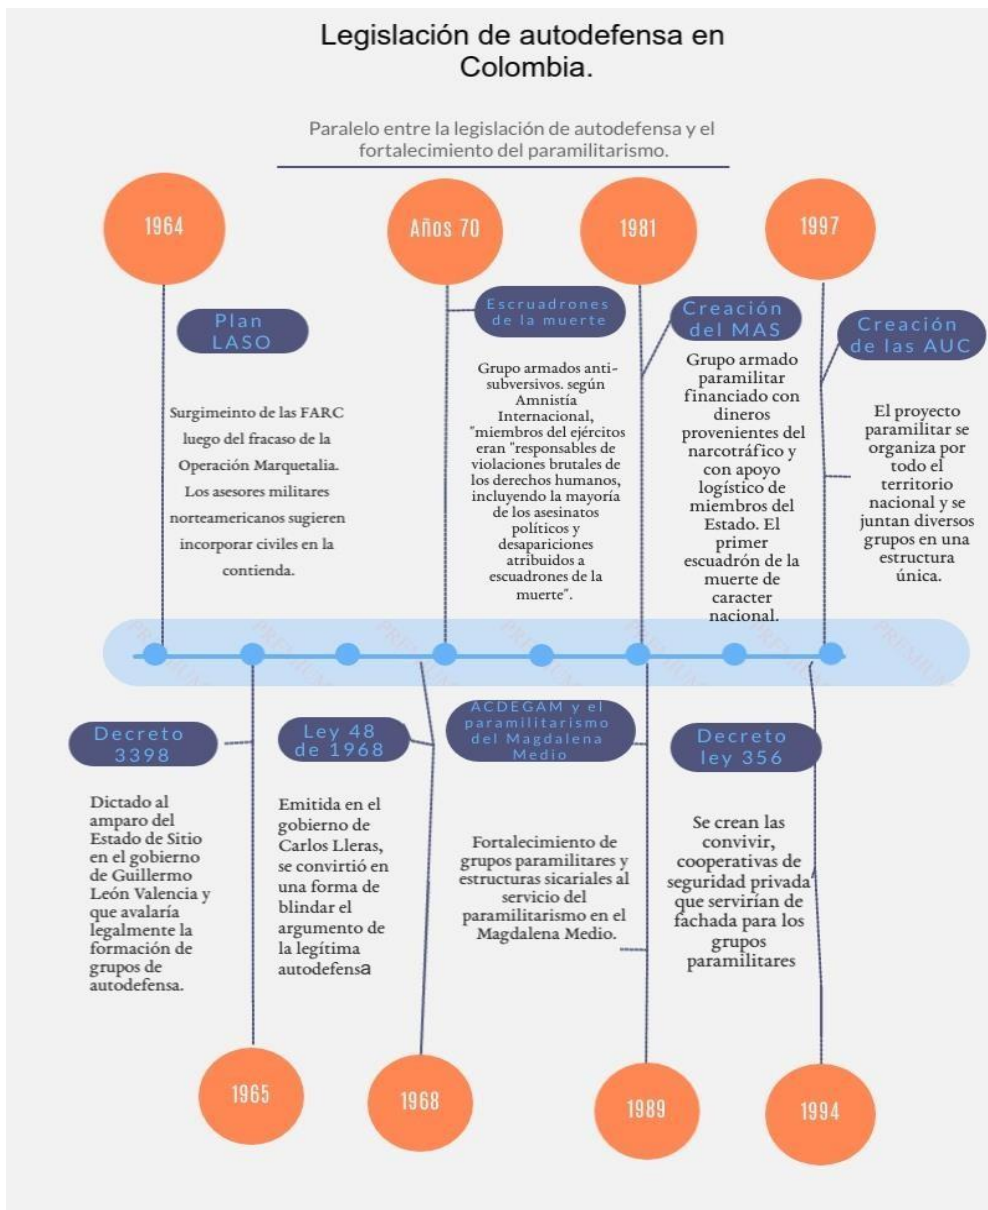 Legislación de autodefensa en
Colombia.
Paralelo entre la legislación de autodefensa y el
fortalecimiento del paramilitarismo.
1964
Años 70
1981
1997
Plan
LASO
Surgimeinto de las FARC
luego del fracaso de la
Operación Marquetalia.
Los asesores militares
norteamericanos sugieren
incorporar civiles en la
contienda.
Escruadrones
de la muerte
Grupo armados anti-
subversivos. según
Amnistía
Internacional,
"miembros del ejércitos
eran "responsables de
violaciones brutales de
los derechos humanos,
incluyendo la mayoría
de los asesinatos
políticos y
desapariciones
atribuidos a
escuadrones de la
muerte".
Creación
del MAS
Grupo armado
paramilitar
financiado con
dineros
provenientes del
narcotráfico y
con apoyo
logístico de
miembros del
Estado. El
primer
escuadrón de la
muerte de
caracter
nacional.
Creación
de las AUC
El proyecto
paramilitar se
organiza por
todo el
territorio
nacional y se
juntan diversos
grupos en una
estructura
única.
PREMIUM PREMIUM PREMIUM PREMIUM PREMIUM PREMIUM PREMIUM
Decreto
3398
Dictado al
amparo del
Estado de Sitio
en el gobierno
de Guillermo
León Valencia y
que avalaría
legalmente la
formación de
grupos de
autodefensa.
Ley 48
de 1968
Emitida en el
gobierno de
Carlos Lleras,
se convirtió en
una forma de
blindar el
argumento de
la legítima
autodefensa
ACDEGAM y el
paramilitarismo
del Magdalena
Medio
Fortalecimiento de
grupos paramilitares y
estructuras sicariales al
servicio del
paramilitarismo en el
Magdalena Medio.
Decreto
ley 356
Se crean las
convivir,
cooperativas de
seguridad privada
que servirían de
fachada para los
grupos
paramilitares
1965
1968
1989
1994